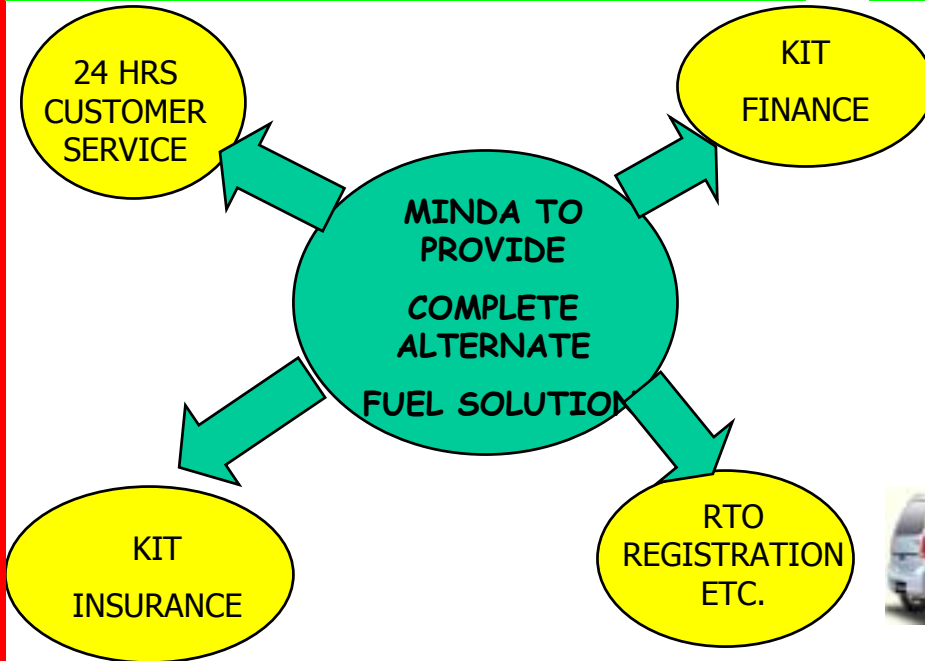 24 HRS
CUSTOMER
SERVICE
KIT
FINANCE
MINDA TO
PROVIDE
COMPLETE
ALTERNATE
FUEL SOLUTION
KIT
INSURANCE
RTO
REGISTRATION
ETC.